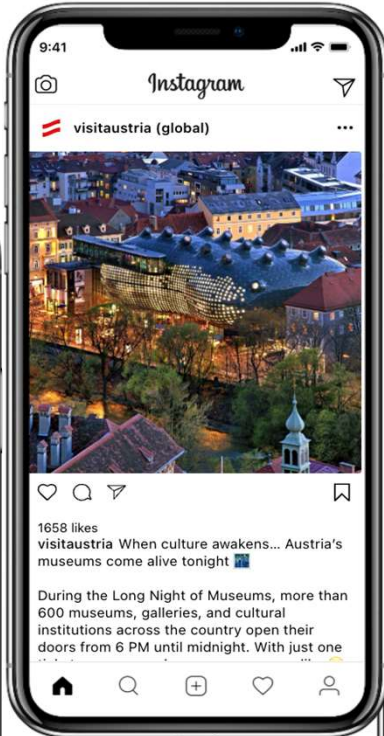 9:41
Instagram
visitaustria (global)
1658 likes
visitaustria When culture awakens... Austria's
museums come alive tonight 🌃
During the Long Night of Museums, more than
600 museums, galleries, and cultural
institutions across the country open their
doors from 6 PM until midnight. With just one